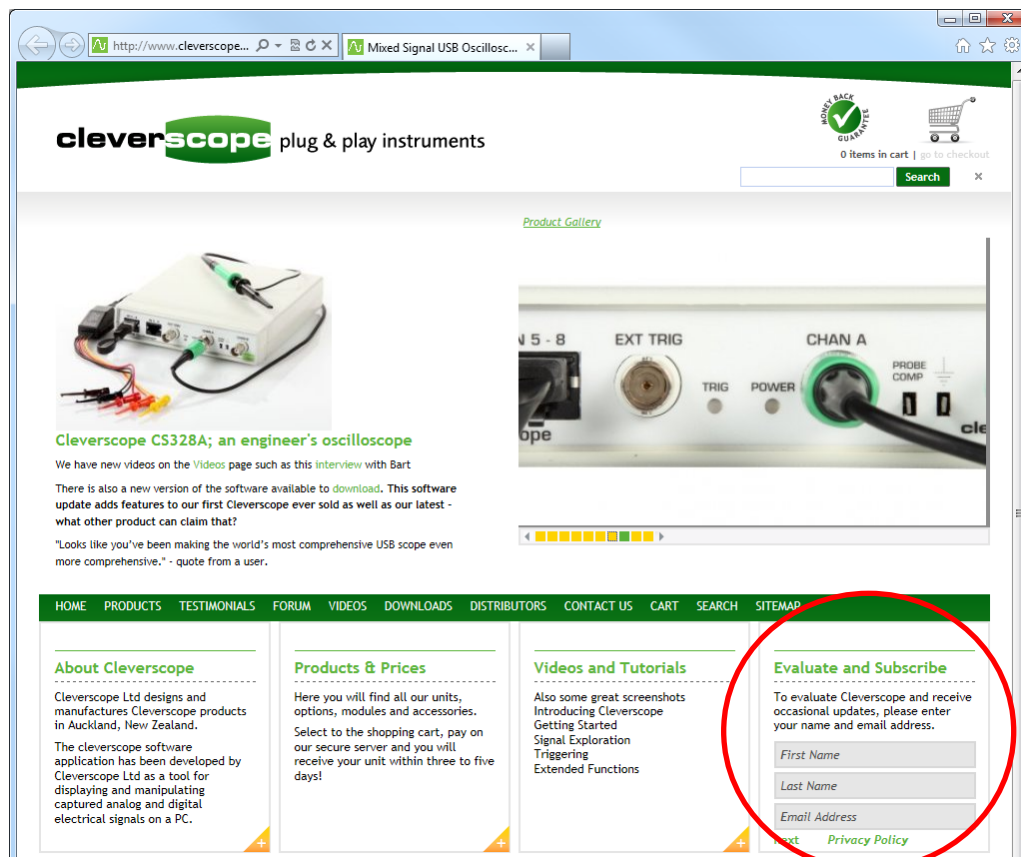 http://www.cleverscope...
Mixed Signal USB Oscillosc...
cleverscope plug & play instruments
MONEY BACK
GUARANTEE
0 items in cart | go to checkout
Search
Product Gallery
N 5 - 8
EXT TRIG
TRIG
POWER
CHAN A
PROBE
COMP
ope
cle
Cleverscope CS328A; an engineer's oscilloscope
We have new videos on the Videos page such as this interview with Bart
There is also a new version of the software available to download. This software
update adds features to our first Cleverscope ever sold as well as our latest -
what other product can claim that?
"Looks like you've been making the world's most comprehensive USB scope even
more comprehensive." - quote from a user.
HOME PRODUCTS TESTIMONIALS FORUM VIDEOS DOWNLOADS DISTRIBUTORS CONTACT US CART SEARCH SITEMAP
About Cleverscope
Cleverscope Ltd designs and
manufactures Cleverscope products
in Auckland, New Zealand.
The cleverscope software
application has been developed by
Cleverscope Ltd as a tool for
displaying and manipulating
captured analog and digital
electrical signals on a PC.
Products & Prices
Here you will find all our units,
options, modules and accessories.
Select to the shopping cart, pay on
our secure server and you will
receive your unit within three to five
days!
Videos and Tutorials
Also some great screenshots
Introducing Cleverscope
Getting Started
Signal Exploration
Triggering
Extended Functions
Evaluate and Subscribe
To evaluate Cleverscope and receive
occasional updates, please enter
your name and email address.
First Name
Last Name
Email Address
Next Privacy Policy